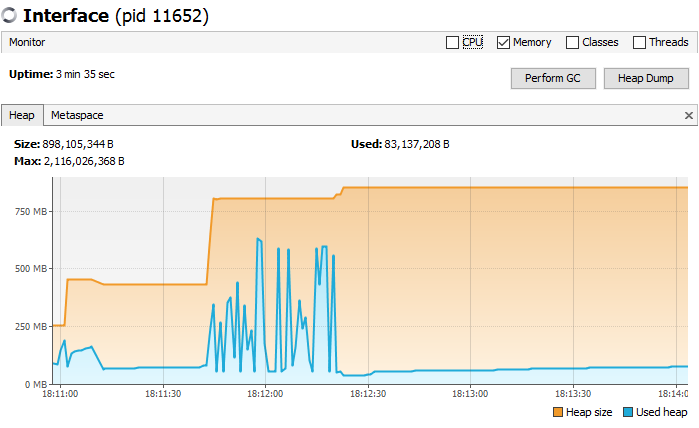 Interface (pid 11652)
Monitor CPU Memory Classes Threads
Uptime: 3 min 35 sec Perform GC Heap Dump
Heap Metaspace
Size: 898,105,344 B Used: 83,137,208 B
Max: 2,116,026,368 B
750 MB
500 MB
250 MB
0 MB
18:11:00 18:11:30 18:12:00 18:12:30 18:13:00 18:13:30 18:14:0
Heap size Used heap